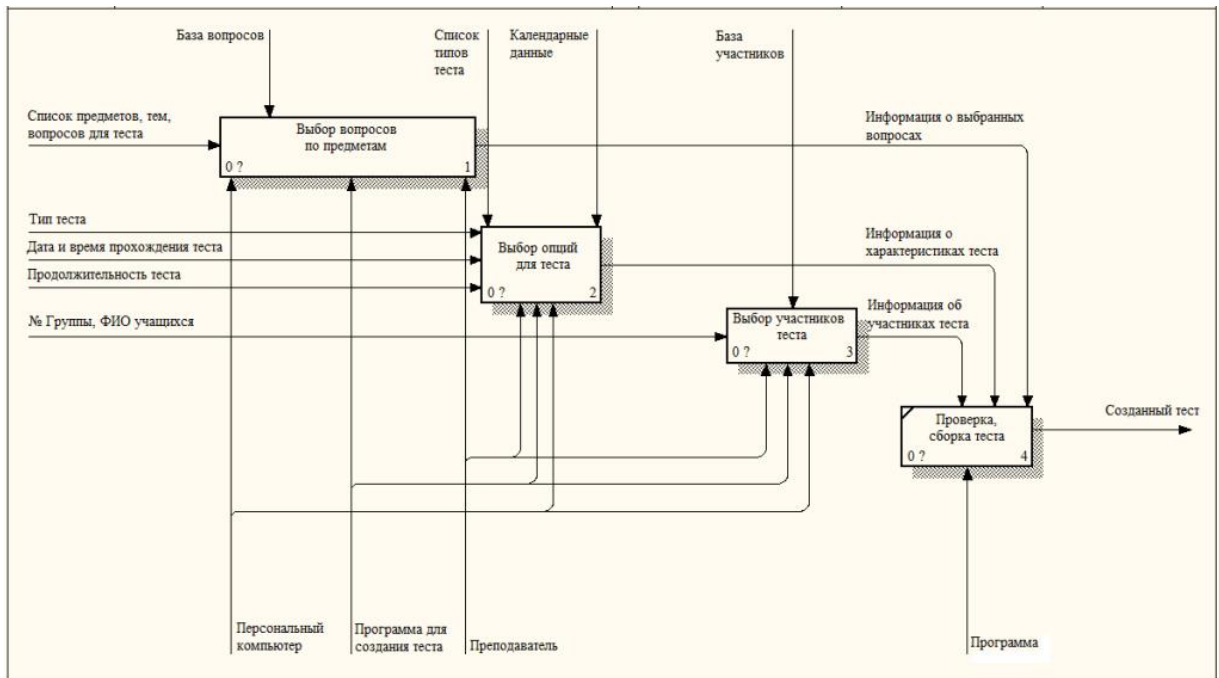 База вопросов
Список
типов
теста
Календарные
данные
База
участников
Список предметов, тем,
вопросов для теста
Выбор вопросов
по предметам
0 ?
1
Информация о выбранных
вопросах
Тип теста
Дата и время прохождения теста
Продолжительность теста
Выбор опций
для теста
0 ?
2
Информация о
характеристиках теста
№ Группы, ФИО учащихся
Выбор участников
теста
0 ?
3
Информация об
участниках теста
Проверка,
сборка теста
0 ?
4
Созданный тест
Персональный
компьютер
Программа для
создания теста
Преподаватель
Программа